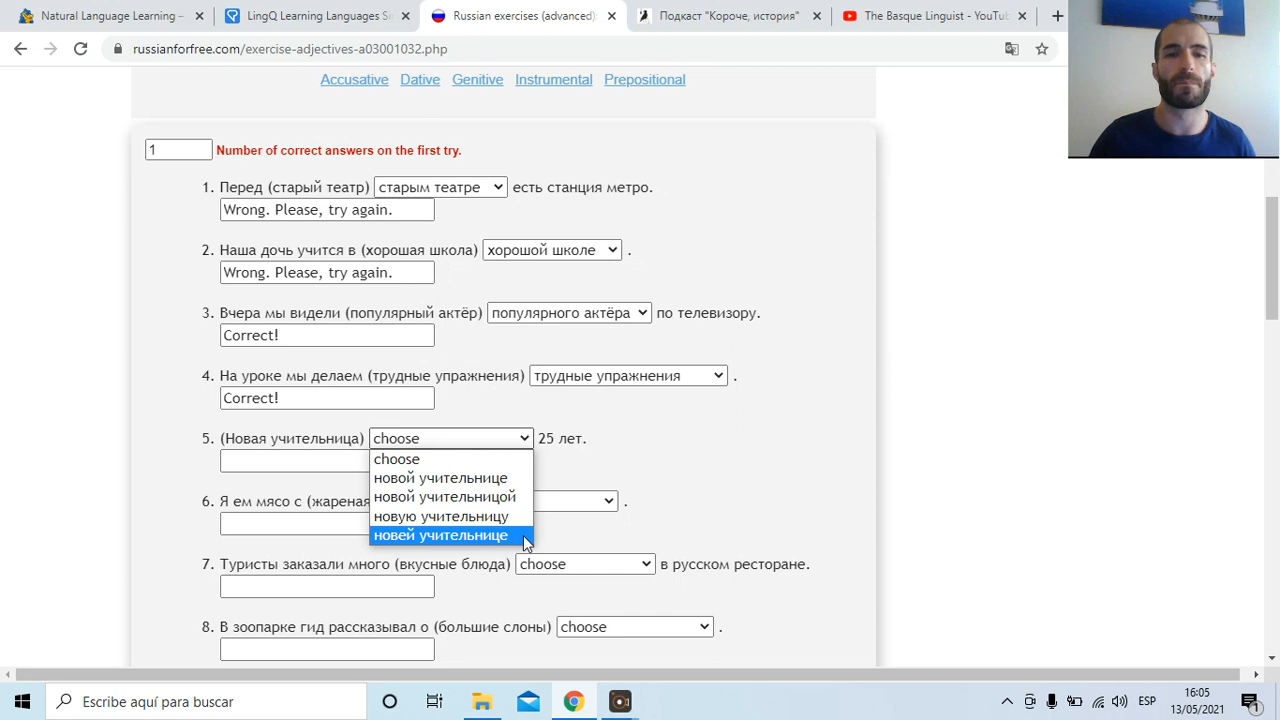 Natural Language Learning–
LingQ Learning Languages Si
Russian exercises (advanced):
Подкаст "Короче, история"
The Basque Linguist - YouTu
russianforfree.com/exercise-adjectives-a03001032.php
Accusative Dative Genitive Instrumental Prepositional
1 Number of correct answers on the first try.
1. Перед (старый театр) старым театре есть станция метро.
Wrong. Please, try again.
2. Наша дочь учится в (хорошая школа) хорошой школе .
Wrong. Please, try again.
3. Вчера мы видели (популярный актёр) популярного актёра по телевизору.
Correct!
4. На уроке мы делаем (трудные упражнения) трудные упражнения .
Correct!
5. (Новая учительница) choose 25 лет.
choose
новой учительнице
новой учительницой
новую учительницу
новей учительнице
6. Я ем мясо с (жареная .
7. Туристы заказали много (вкусные блюда) choose в русском ресторане.
8. В зоопарке гид рассказывал о (большие слоны) choose .
Escribe aquí para buscar
ESP
16:05
13/05/2021